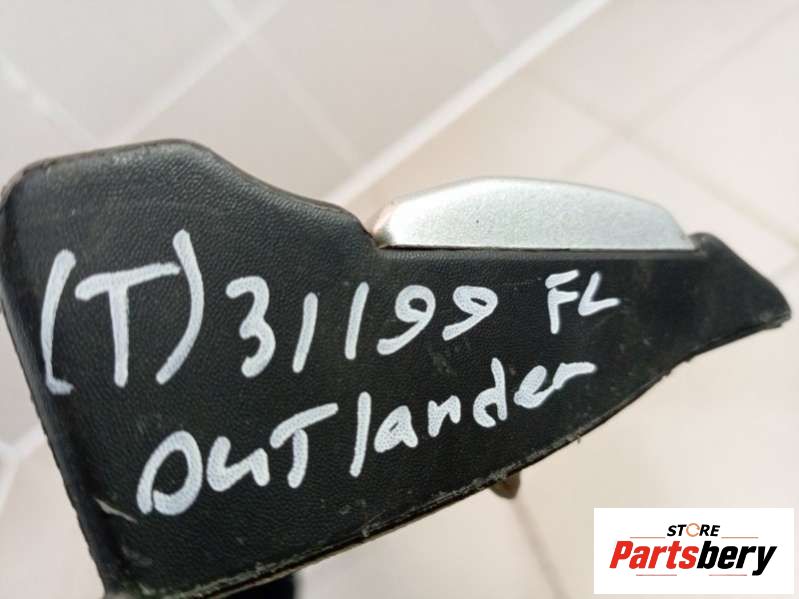 (T) 31199 FL
OUTlander
STORE
Partsbery